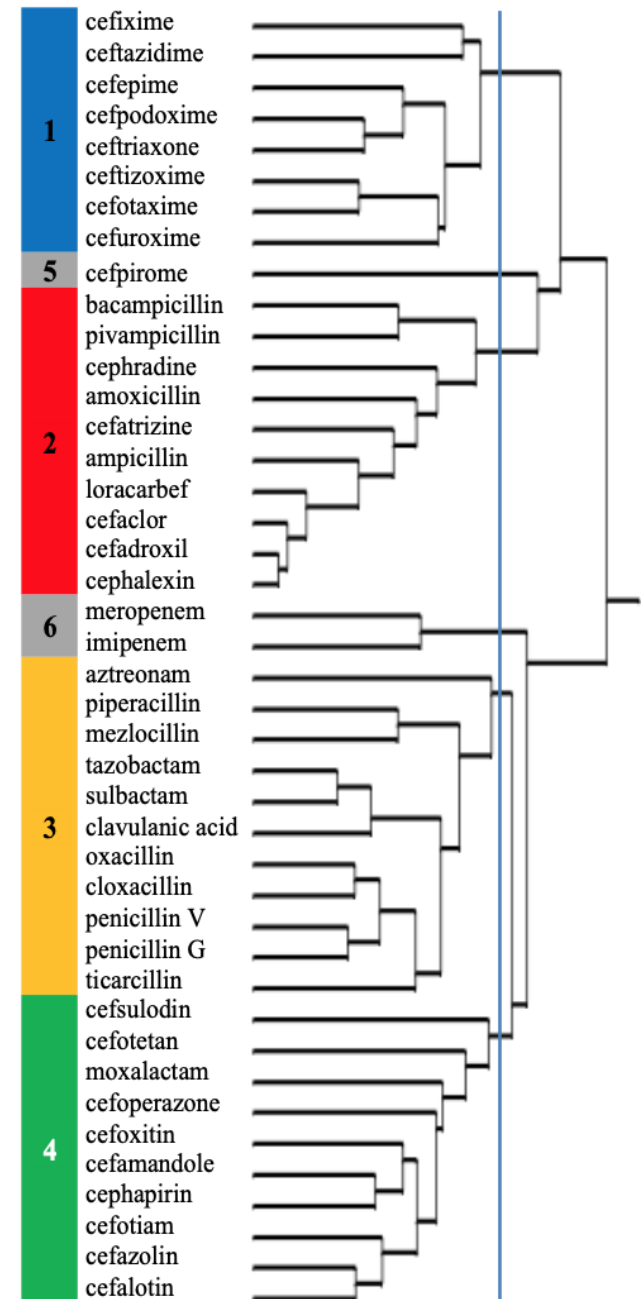 cefixime
ceftazidime
cefepime
cefpodoxime
1
ceftriaxone
ceftizoxime
cefotaxime
cefuroxime
5
cefpirome
bacampicillin
pivampicillin
cephradine
amoxicillin
cefatrizine
2
ampicillin
loracarbef
cefaclor
cefadroxil
cephalexin
meropenem
6
imipenem
aztreonam
piperacillin
mezlocillin
tazobactam
sulbactam
3
clavulanic acid
oxacillin
cloxacillin
penicillin V
penicillin G
ticarcillin
cefsulodin
cefotetan
moxalactam
cefoperazone
cefoxitin
4
cefamandole
cephapirin
cefotiam
cefazolin
cefalotin